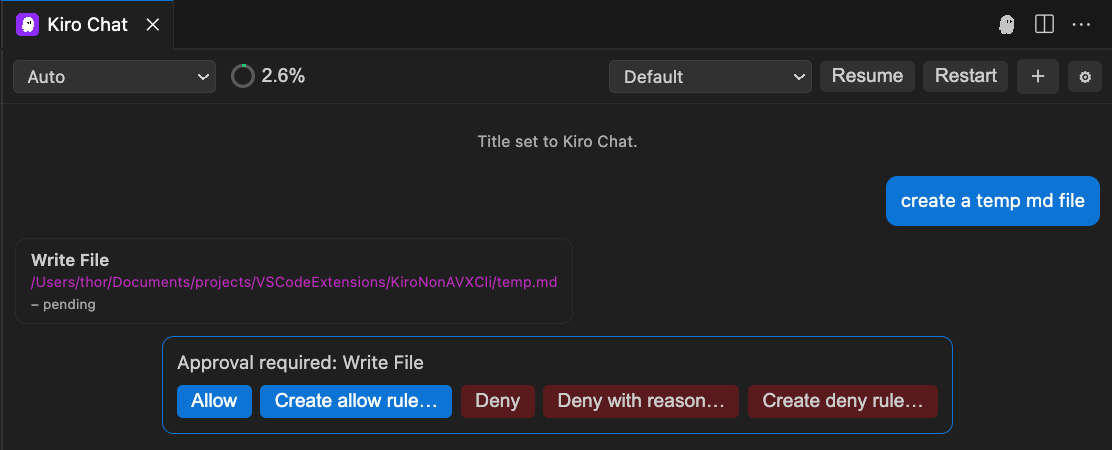 Kiro Chat
Auto
2.6%
Default
Resume
Restart
+
Title set to Kiro Chat.
create a temp md file
Write File
/Users/thor/Documents/projects/VSCodeExtensions/KiroNonAVXCli/temp.md
– pending
Approval required: Write File
Allow
Create allow rule…
Deny
Deny with reason…
Create deny rule…